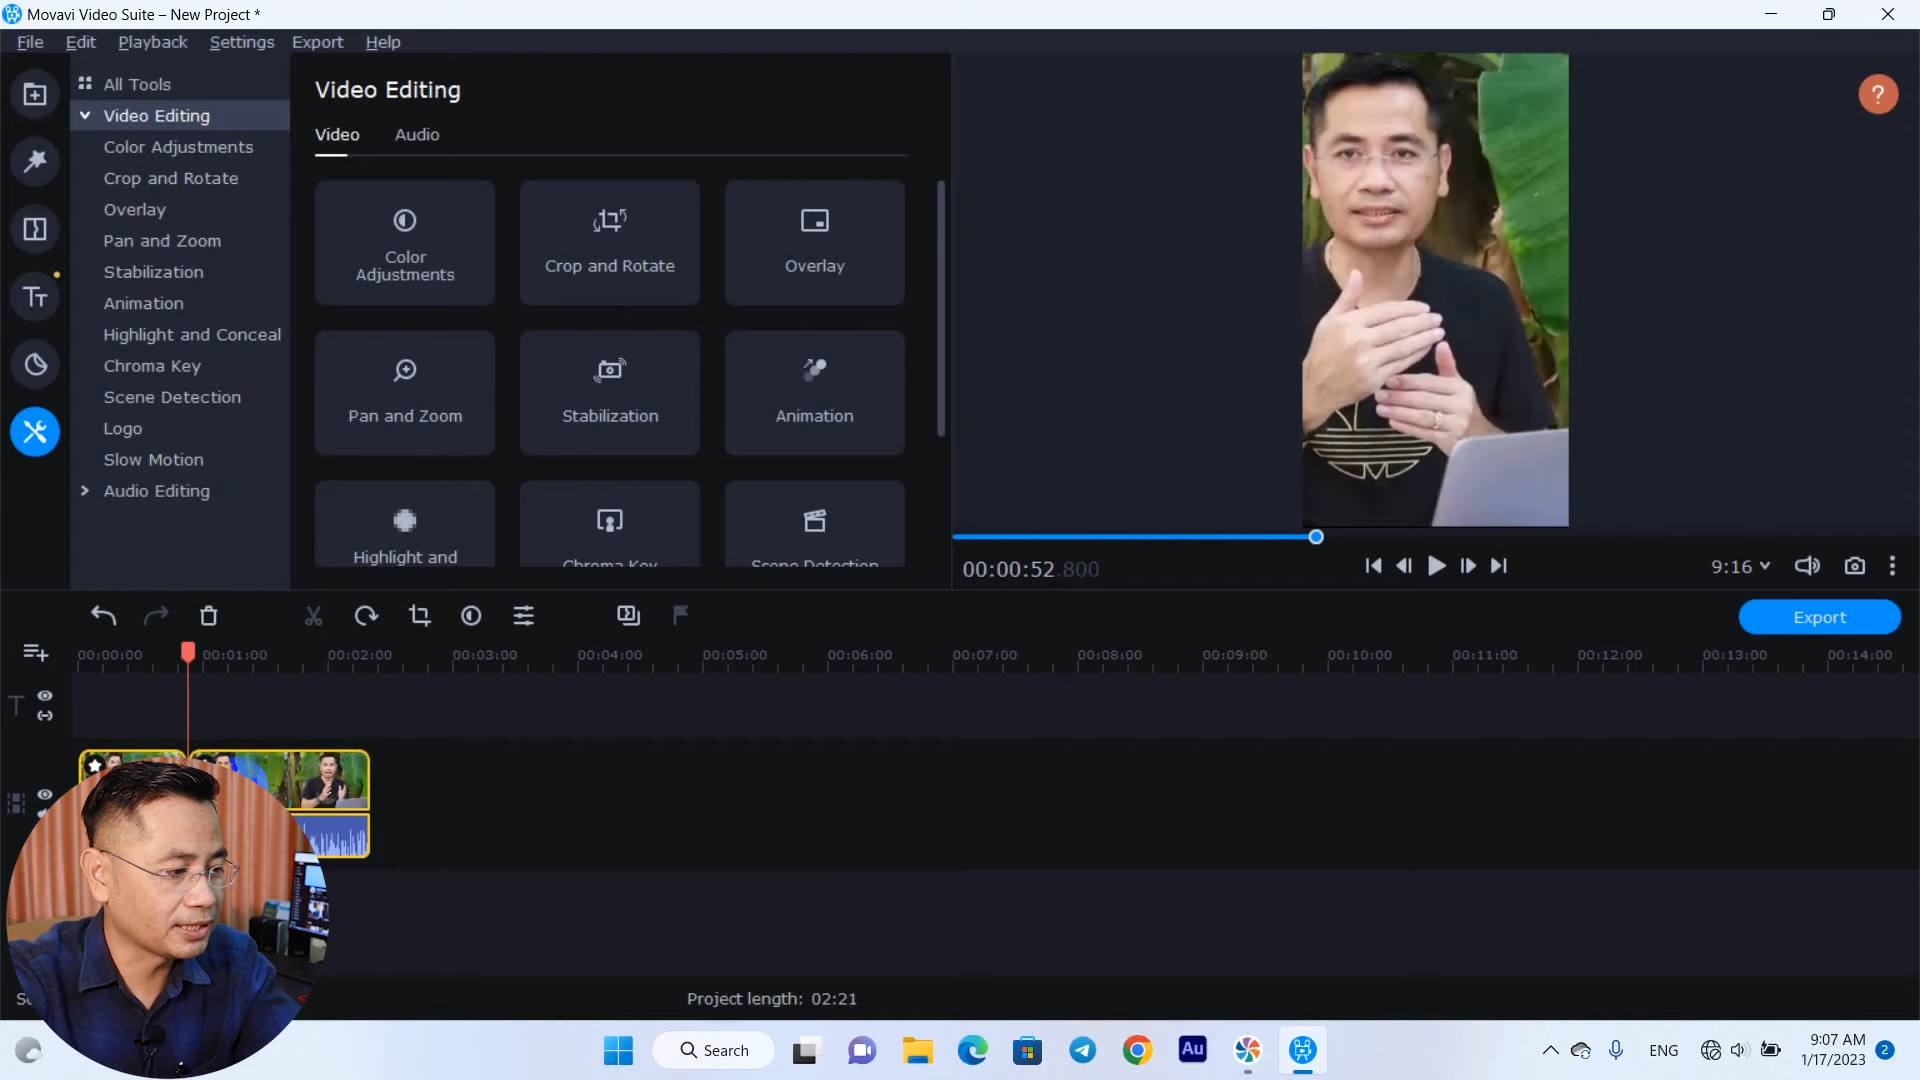 Movavi Video Suite – New Project *
File Edit Playback Settings Export Help
All Tools
Video Editing
Color Adjustments
Crop and Rotate
Overlay
Pan and Zoom
Stabilization
Animation
Highlight and Conceal
Chroma Key
Scene Detection
Logo
Slow Motion
Audio Editing
Video Editing
Video Audio
Color Adjustments
Crop and Rotate
Overlay
Pan and Zoom
Stabilization
Animation
Highlight and
Chroma Key
Scene Detection
?
00:00:52.800
9:16
Export
00:00:00 00:01:00 00:02:00 00:03:00 00:04:00 00:05:00 00:06:00 00:07:00 00:08:00 00:09:00 00:10:00 00:11:00 00:12:00 00:13:00 00:14:00
Project length: 02:21
Search
Au
ENG
9:07 AM
1/17/2023
2